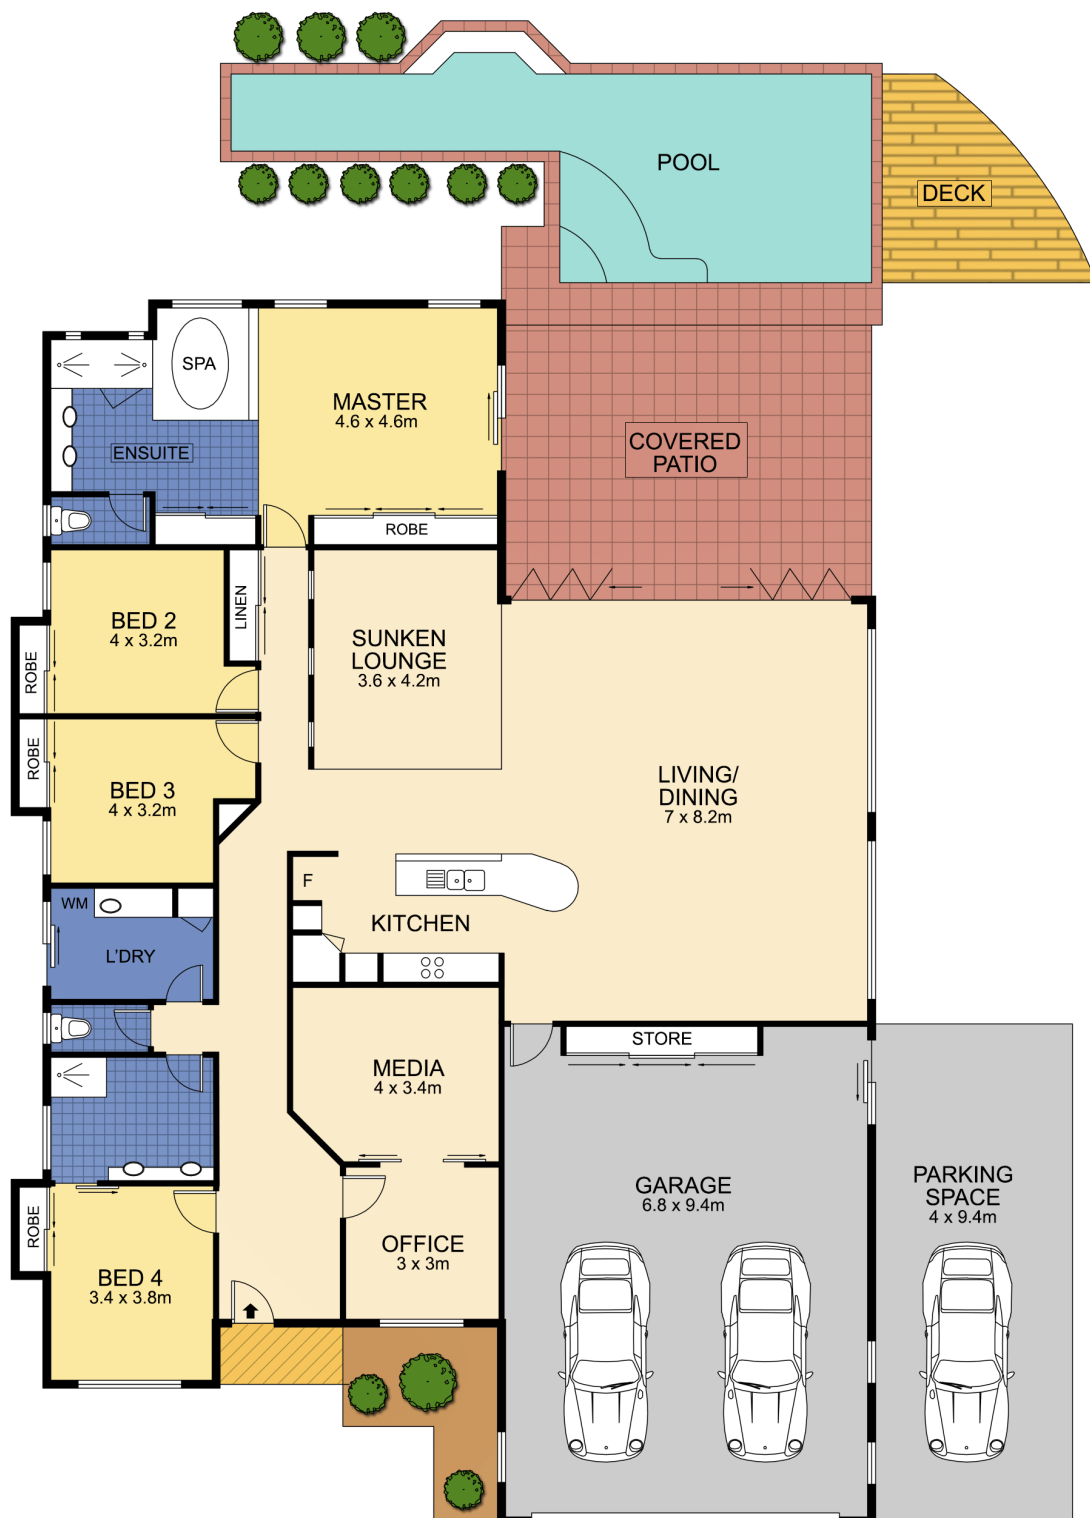 POOL
DECK
SPA
MASTER
4.6 x 4.6m
ENSUITE
COVERED
PATIO
ROBE
LINEN
BED 2
4 x 3.2m
ROBE
SUNKEN
LOUNGE
3.6 x 4.2m
ROBE
BED 3
4 x 3.2m
LIVING/
DINING
7 x 8.2m
F
WM
KITCHEN
L'DRY
STORE
MEDIA
4 x 3.4m
GARAGE
6.8 x 9.4m
PARKING
SPACE
4 x 9.4m
ROBE
OFFICE
3 x 3m
BED 4
3.4 x 3.8m